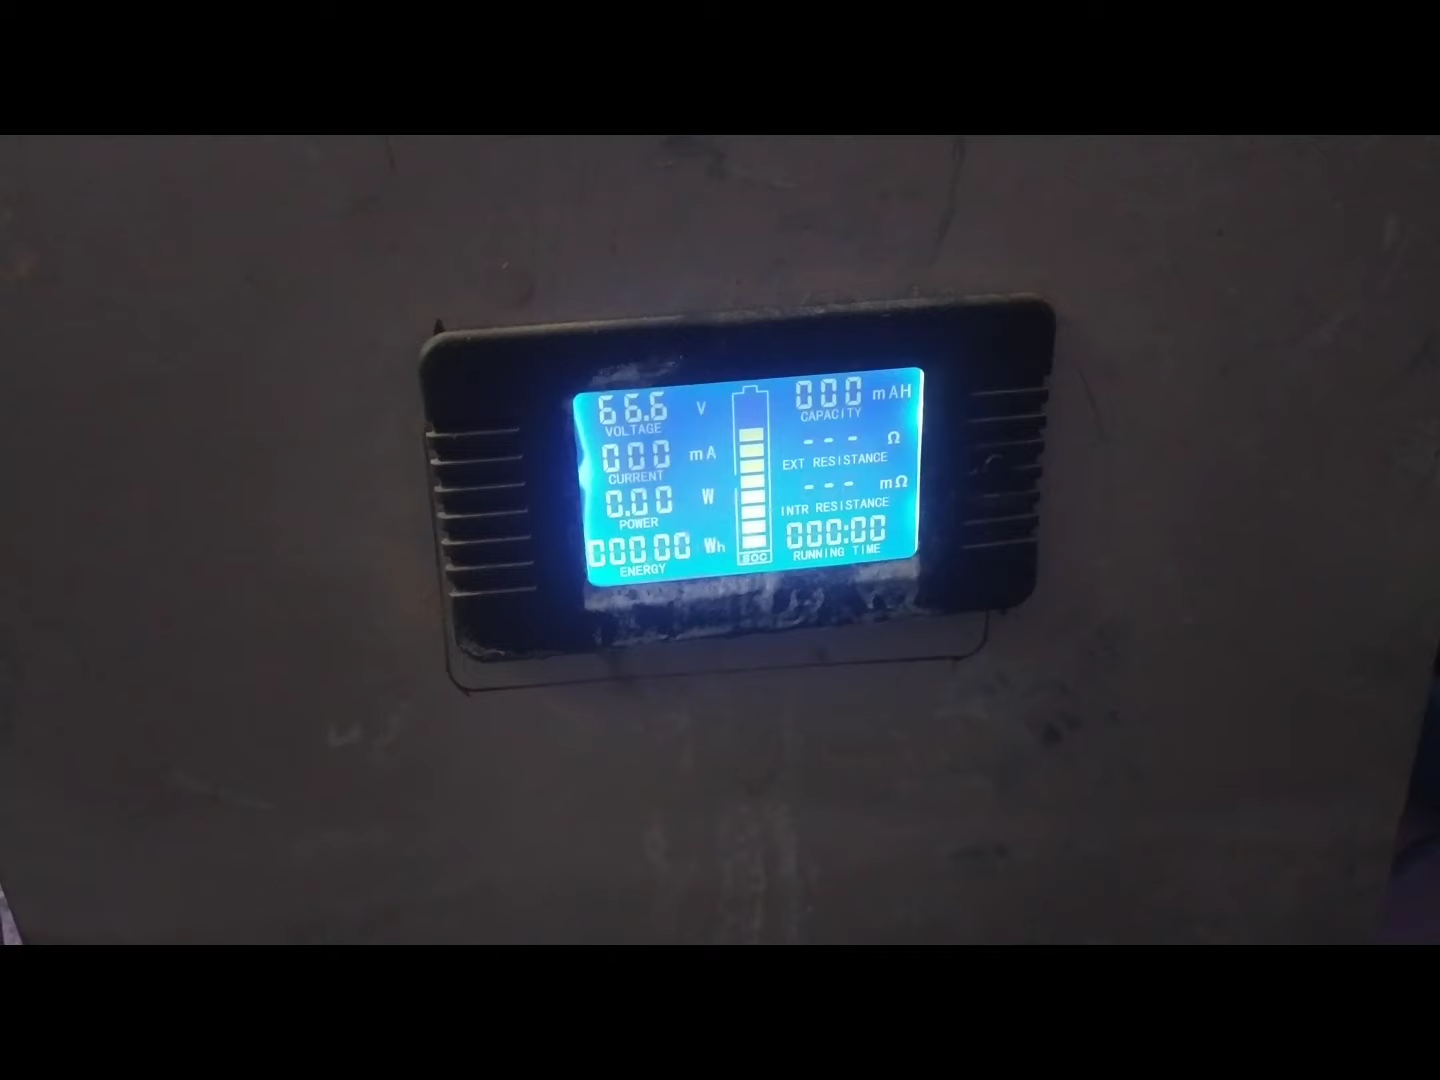 66.6 V
VOLTAGE
000 mA
CURRENT
0.00 W
POWER
00000 Wh
ENERGY
SOC
000 mAH
CAPACITY
--- Ω
EXT RESISTANCE
--- mΩ
INTR RESISTANCE
000:00
RUNNING TIME